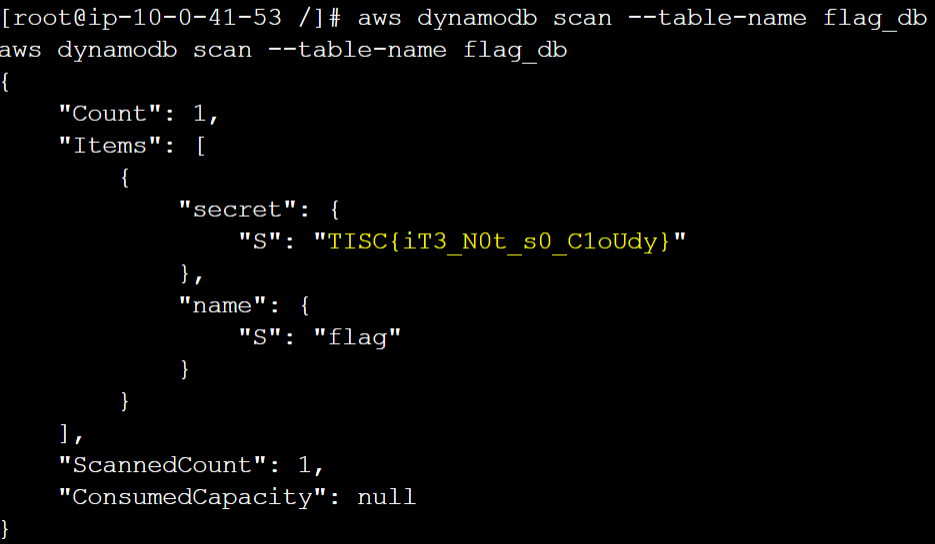 [root@ip-10-0-41-53 /]# aws dynamodb scan --table-name flag_db
aws dynamodb scan --table-name flag_db
{
    "Count": 1,
    "Items": [
        {
            "secret": {
                "S": "TISC{iT3_N0t_s0_C1oUdy}"
            },
            "name": {
                "S": "flag"
            }
        }
    ],
    "ScannedCount": 1,
    "ConsumedCapacity": null
}